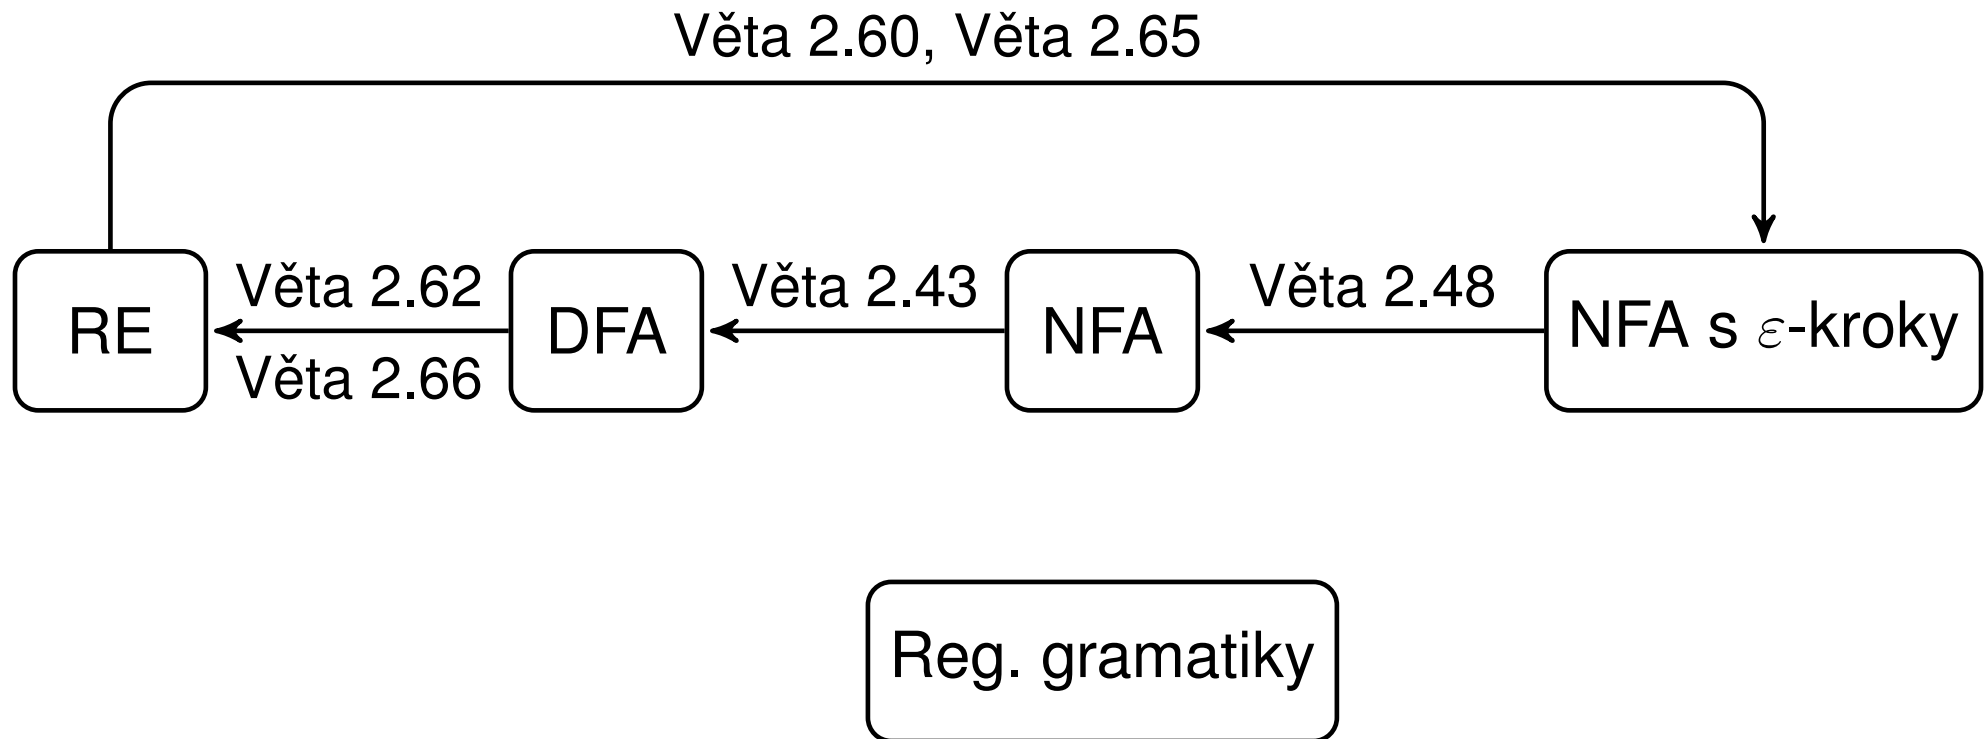 Věta 2.60, Věta 2.65
RE
Věta 2.62
Věta 2.66
DFA
Věta 2.43
NFA
Věta 2.48
NFA s ε-kroky
Reg. gramatiky